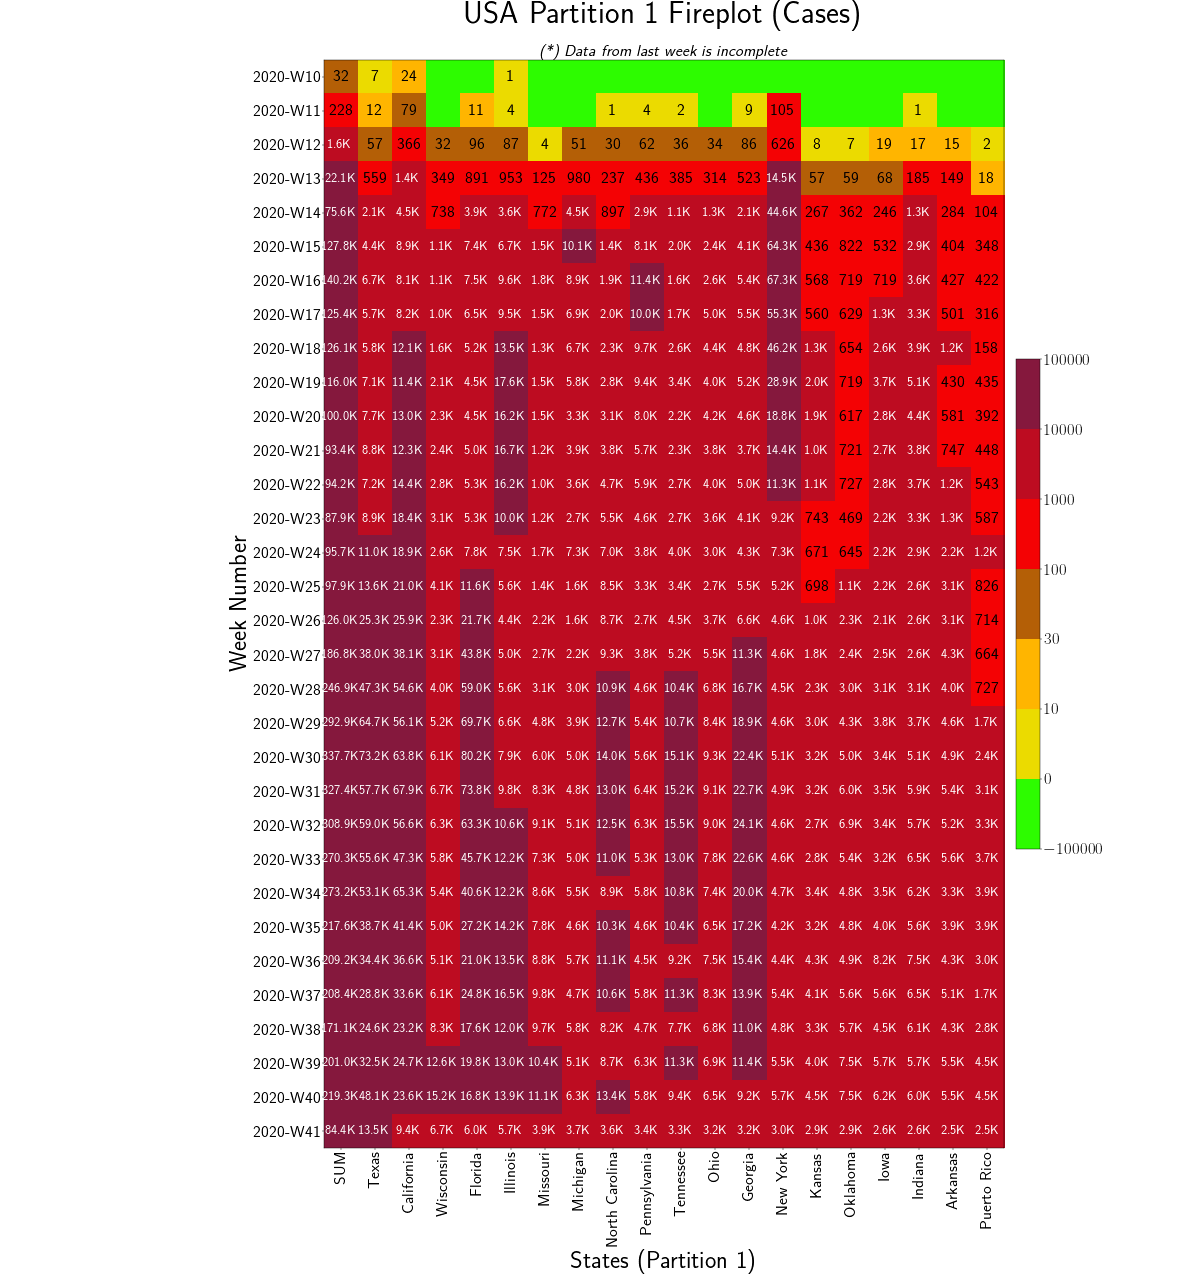 USA Partition 1 Fireplot (Cases)
(*) Data from last week is incomplete
2020-W10 32 7 24 1
2020-W11 228 12 79 11 4 1 4 2 9 105 1
2020-W12 1.6K 57 366 32 96 87 4 51 30 62 36 34 86 626 8 7 19 17 15 2
2020-W13 22.1K 559 1.4K 349 891 953 125 980 237 436 385 314 523 14.5K 57 59 68 185 149 18
2020-W14 75.6K 2.1K 4.5K 738 3.9K 3.6K 772 4.5K 897 2.9K 1.1K 1.3K 2.1K 44.6K 267 362 246 1.3K 284 104
2020-W15 127.8K 4.4K 8.9K 1.1K 7.4K 6.7K 1.5K 10.1K 1.4K 8.1K 2.0K 2.4K 4.1K 64.3K 436 822 532 2.9K 404 348
2020-W16 140.2K 6.7K 8.1K 1.1K 7.5K 9.6K 1.8K 8.9K 1.9K 11.4K 1.6K 2.6K 5.4K 67.3K 568 719 719 3.6K 427 422
2020-W17 125.4K 5.7K 8.2K 1.0K 6.5K 9.5K 1.5K 6.9K 2.0K 10.0K 1.7K 5.0K 5.5K 55.3K 560 629 1.3K 3.3K 501 316
2020-W18 126.1K 5.8K 12.1K 1.6K 5.2K 13.5K 1.3K 6.7K 2.3K 9.7K 2.6K 4.4K 4.8K 46.2K 1.3K 654 2.6K 3.9K 1.2K 158
2020-W19 116.0K 7.1K 11.4K 2.1K 4.5K 17.6K 1.5K 5.8K 2.8K 9.4K 3.4K 4.0K 5.2K 28.9K 2.0K 719 3.7K 5.1K 430 435
2020-W20 100.0K 7.7K 13.0K 2.3K 4.5K 16.2K 1.5K 3.3K 3.1K 8.0K 2.2K 4.2K 4.6K 18.8K 1.9K 617 2.8K 4.4K 581 392
2020-W21 93.4K 8.8K 12.3K 2.4K 5.0K 16.7K 1.2K 3.9K 3.8K 5.7K 2.3K 3.8K 3.7K 14.4K 1.0K 721 2.7K 3.8K 747 448
2020-W22 94.2K 7.2K 14.4K 2.8K 5.3K 16.2K 1.0K 3.6K 4.7K 5.9K 2.7K 4.0K 5.0K 11.3K 1.1K 727 2.8K 3.7K 1.2K 543
2020-W23 87.9K 8.9K 18.4K 3.1K 5.3K 10.0K 1.2K 2.7K 5.5K 4.6K 2.7K 3.6K 4.1K 9.2K 743 469 2.2K 3.3K 1.3K 587
2020-W24 95.7K 11.0K 18.9K 2.6K 7.8K 7.5K 1.7K 7.3K 7.0K 3.8K 4.0K 3.0K 4.3K 7.3K 671 645 2.2K 2.9K 2.2K 1.2K
2020-W25 97.9K 13.6K 21.0K 4.1K 11.6K 5.6K 1.4K 1.6K 8.5K 3.3K 3.4K 2.7K 5.5K 5.2K 698 1.1K 2.2K 2.6K 3.1K 826
2020-W26 126.0K 25.3K 25.9K 2.3K 21.7K 4.4K 2.2K 1.6K 8.7K 2.7K 4.5K 3.7K 6.6K 4.6K 1.0K 2.3K 2.1K 2.6K 3.1K 714
2020-W27 186.8K 38.0K 38.1K 3.1K 43.8K 5.0K 2.7K 2.2K 9.3K 3.8K 5.2K 5.5K 11.3K 4.6K 1.8K 2.4K 2.5K 2.6K 4.3K 664
2020-W28 246.9K 47.3K 54.6K 4.0K 59.0K 5.6K 3.1K 3.0K 10.9K 4.6K 10.4K 6.8K 16.7K 4.5K 2.3K 3.0K 3.1K 3.1K 4.0K 727
2020-W29 292.9K 64.7K 56.1K 5.2K 69.7K 6.6K 4.8K 3.9K 12.7K 5.4K 10.7K 8.4K 18.9K 4.6K 3.0K 4.3K 3.8K 3.7K 4.6K 1.7K
2020-W30 337.7K 73.2K 63.8K 6.1K 80.2K 7.9K 6.0K 5.0K 14.0K 5.6K 15.1K 9.3K 22.4K 5.1K 3.2K 5.0K 3.4K 5.1K 4.9K 2.4K
2020-W31 327.4K 57.7K 67.9K 6.7K 73.8K 9.8K 8.3K 4.8K 13.0K 6.4K 15.2K 9.1K 22.7K 4.9K 3.2K 6.0K 3.5K 5.9K 5.4K 3.1K
2020-W32 308.9K 59.0K 56.6K 6.3K 63.3K 10.6K 9.1K 5.1K 12.5K 6.3K 15.5K 9.0K 24.1K 4.6K 2.7K 6.9K 3.4K 5.7K 5.2K 3.3K
2020-W33 270.3K 55.6K 47.3K 5.8K 45.7K 12.2K 7.3K 5.0K 11.0K 5.3K 13.0K 7.8K 22.6K 4.6K 2.8K 5.4K 3.2K 6.5K 5.6K 3.7K
2020-W34 273.2K 53.1K 65.3K 5.4K 40.6K 12.2K 8.6K 5.5K 8.9K 5.8K 10.8K 7.4K 20.0K 4.7K 3.4K 4.8K 3.5K 6.2K 3.3K 3.9K
2020-W35 217.6K 38.7K 41.4K 5.0K 27.2K 14.2K 7.8K 4.6K 10.3K 4.6K 10.4K 6.5K 17.2K 4.2K 3.2K 4.8K 4.0K 5.6K 3.9K 3.9K
2020-W36 209.2K 34.4K 36.6K 5.1K 21.0K 13.5K 8.8K 5.7K 11.1K 4.5K 9.2K 7.5K 15.4K 4.4K 4.3K 4.9K 8.2K 7.5K 4.3K 3.0K
2020-W37 208.4K 28.8K 33.6K 6.1K 24.8K 16.5K 9.8K 4.7K 10.6K 5.8K 11.3K 8.3K 13.9K 5.4K 4.1K 5.6K 5.6K 6.5K 5.1K 1.7K
2020-W38 171.1K 24.6K 23.2K 8.3K 17.6K 12.0K 9.7K 5.8K 8.2K 4.7K 7.7K 6.8K 11.0K 4.8K 3.3K 5.7K 4.5K 6.1K 4.3K 2.8K
2020-W39 201.0K 32.5K 24.7K 12.6K 19.8K 13.0K 10.4K 5.1K 8.7K 6.3K 11.3K 6.9K 11.4K 5.5K 4.0K 7.5K 5.7K 5.7K 5.5K 4.5K
2020-W40 219.3K 48.1K 23.6K 15.2K 16.8K 13.9K 11.1K 6.3K 13.4K 5.8K 9.4K 6.5K 9.2K 5.7K 4.5K 7.5K 6.2K 6.0K 5.5K 4.5K
2020-W41 84.4K 13.5K 9.4K 6.7K 6.0K 5.7K 3.9K 3.7K 3.6K 3.4K 3.3K 3.2K 3.2K 3.0K 2.9K 2.9K 2.6K 2.6K 2.5K 2.5K
SUM
Texas
California
Wisconsin
Florida
Illinois
Missouri
Michigan
North Carolina
Pennsylvania
Tennessee
Ohio
Georgia
New York
Kansas
Oklahoma
Iowa
Indiana
Arkansas
Puerto Rico
States (Partition 1)
Week Number
100000
10000
1000
100
30
10
0
−100000